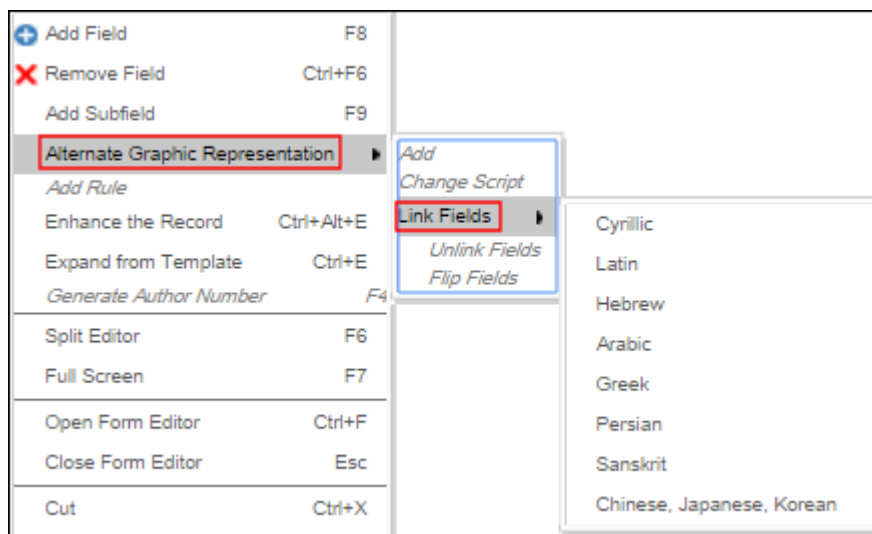 Add Field F8
Remove Field Ctrl+F6
Add Subfield F9
Alternate Graphic Representation
Add Rule
Enhance the Record Ctrl+Alt+E
Expand from Template Ctrl+E
Generate Author Number F4
Split Editor F6
Full Screen F7
Open Form Editor Ctrl+F
Close Form Editor Esc
Cut Ctrl+X
Add
Change Script
Link Fields
Unlink Fields
Flip Fields
Cyrillic
Latin
Hebrew
Arabic
Greek
Persian
Sanskrit
Chinese, Japanese, Korean